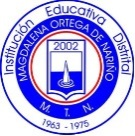 Institución Educativa Distrital
MAGDALENA ORTEGA DE NARIÑO
2002
M. T. N.
1963 - 1975